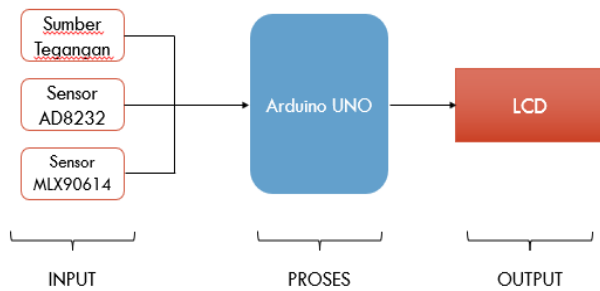 Sumber
Tegangan
Sensor
AD8232
Sensor
MLX90614
Arduino UNO
LCD
INPUT
PROSES
OUTPUT